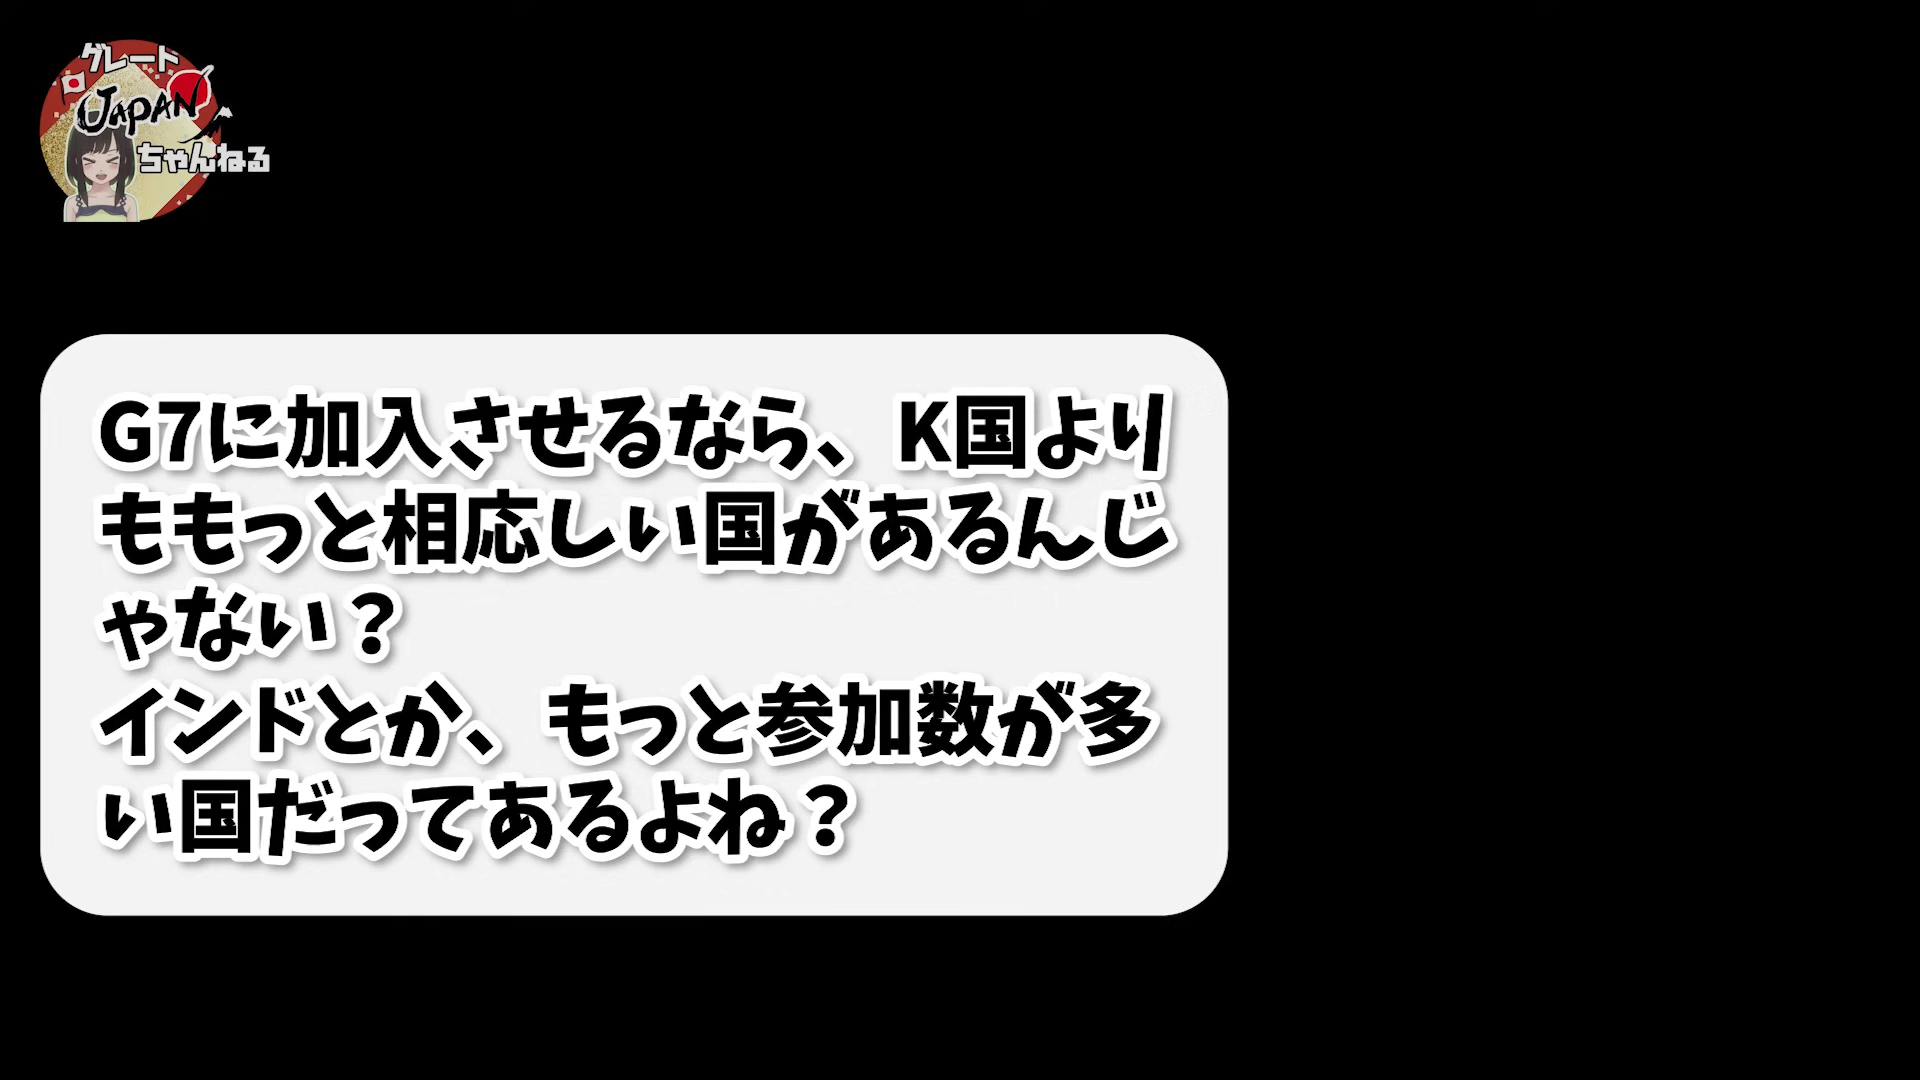 グレート
JAPAN
ちゃんねる
G7に加入させるなら、K国より
ももっと相応しい国があるんじ
ゃない？
インドとか、もっと参加数が多
い国だってあるよね？